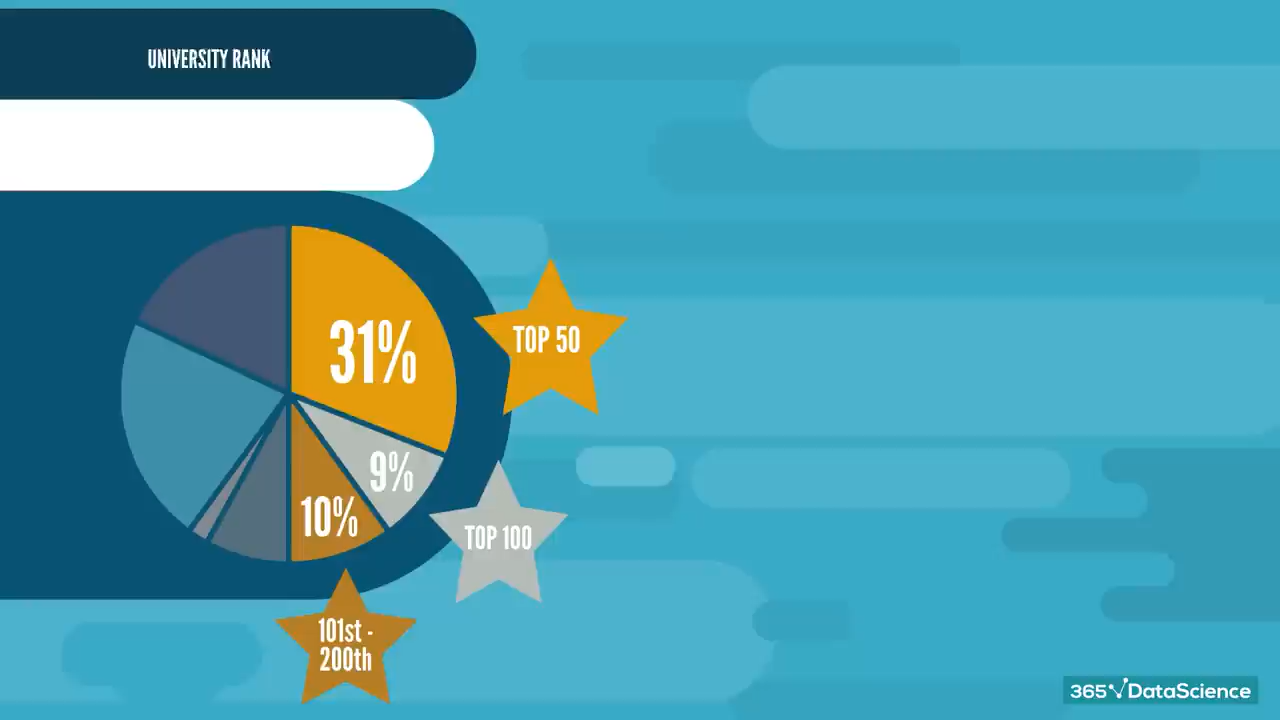 UNIVERSITY RANK
31%
TOP 50
9%
10%
TOP 100
101st -
200th
365 DataScience